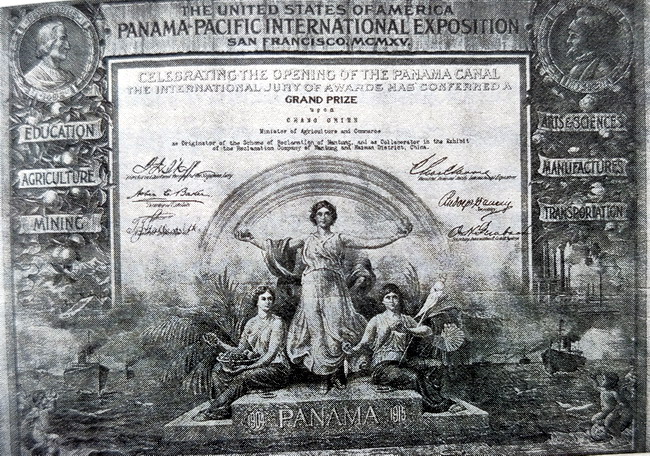 THE UNITED STATES OF AMERICA
PANAMA-PACIFIC INTERNATIONAL EXPOSITION
SAN FRANCISCO, MCMXV.
CELEBRATING THE OPENING OF THE PANAMA CANAL
THE INTERNATIONAL JURY OF AWARDS HAS CONFERRED A
GRAND PRIZE
upon
CHANG CHIEN
Minister of Agriculture and Commerce
as Originator of the Scheme of Reclamation of Nantung, and as Collaborator in the Exhibit
of the Reclamation Company of Nantung and District, China.
EDUCATION
AGRICULTURE
MINING
ARTS & SCIENCES
MANUFACTURES
TRANSPORTATION
PANAMA 1915